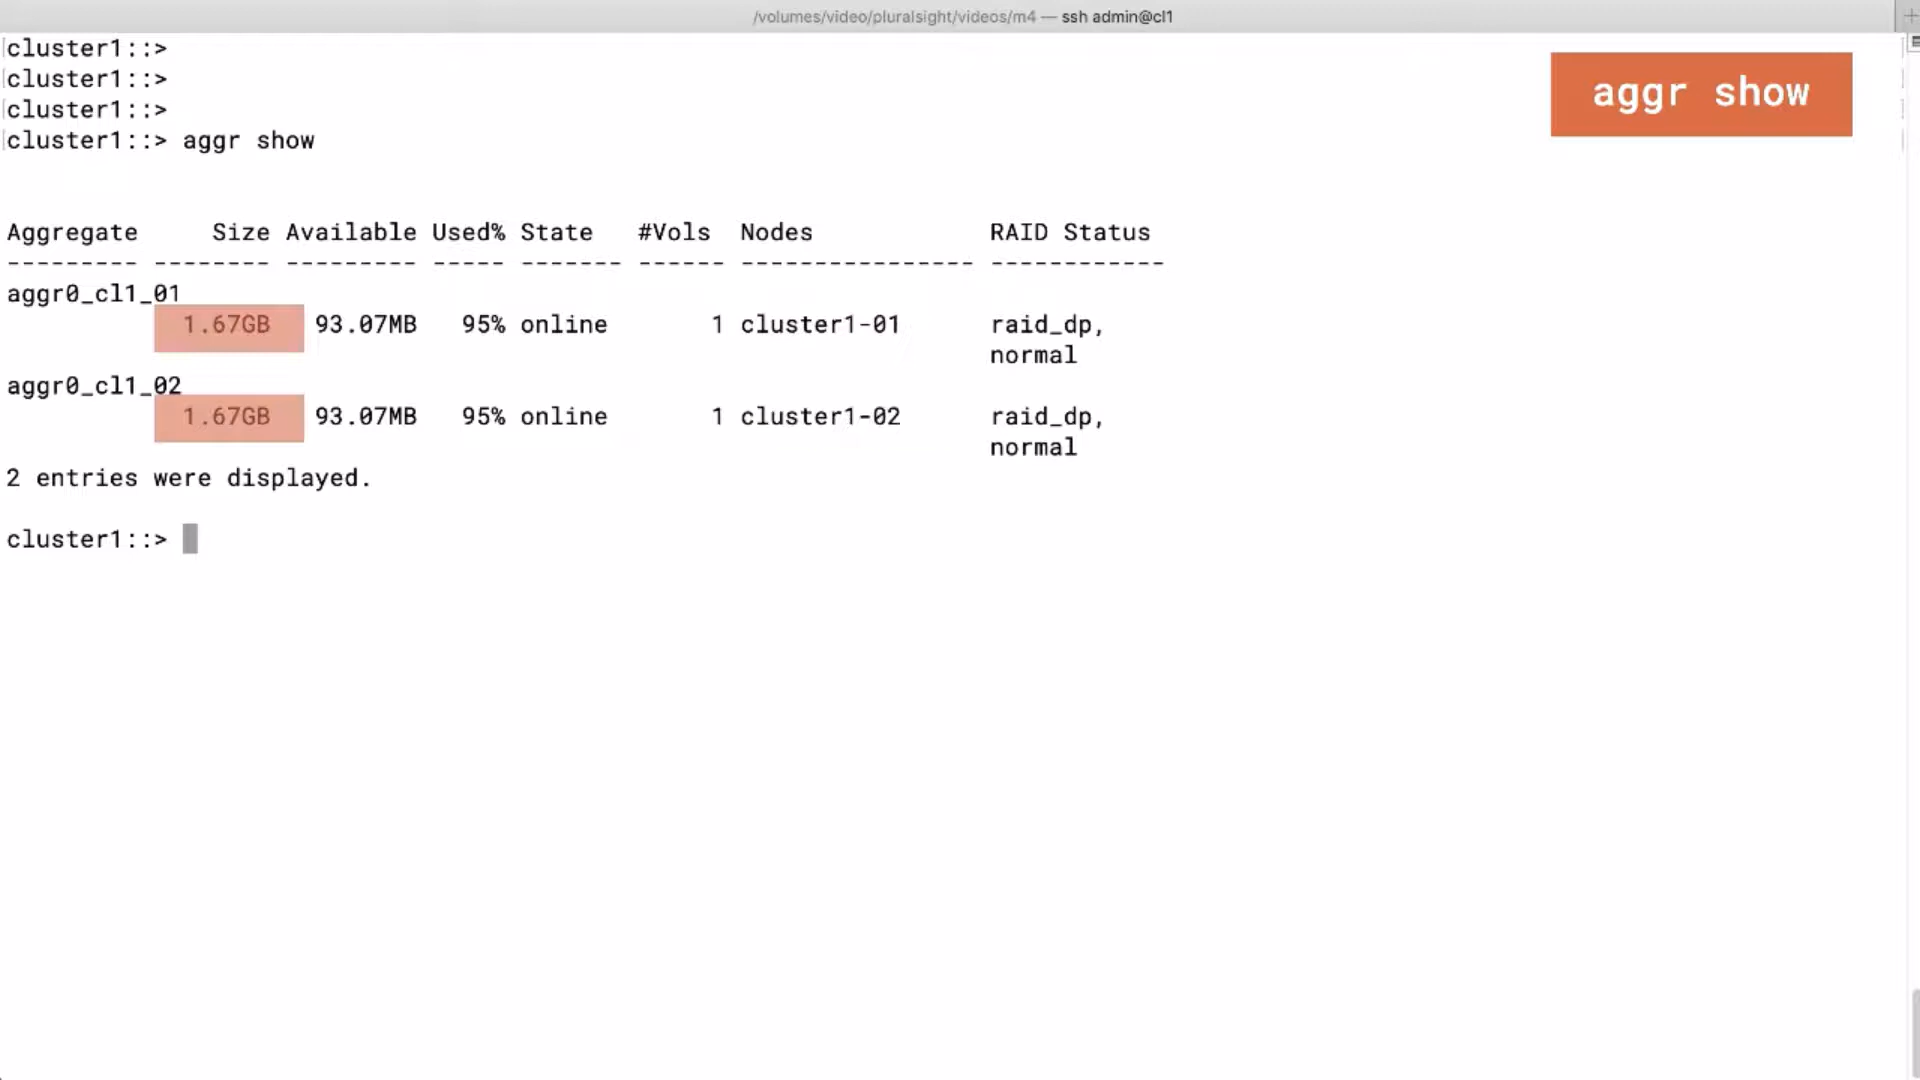 /volumes/video/pluralsight/videos/m4 — ssh admin@cl1
cluster1::>
cluster1::>
cluster1::>
cluster1::> aggr show
aggr show
Aggregate     Size Available Used% State   #Vols  Nodes            RAID Status
--------- -------- --------- ----- ------- ------ ---------------- ------------
aggr0_cl1_01
            1.67GB   93.07MB   95% online       1 cluster1-01      raid_dp,
                                                                   normal
aggr0_cl1_02
            1.67GB   93.07MB   95% online       1 cluster1-02      raid_dp,
                                                                   normal
2 entries were displayed.
cluster1::>